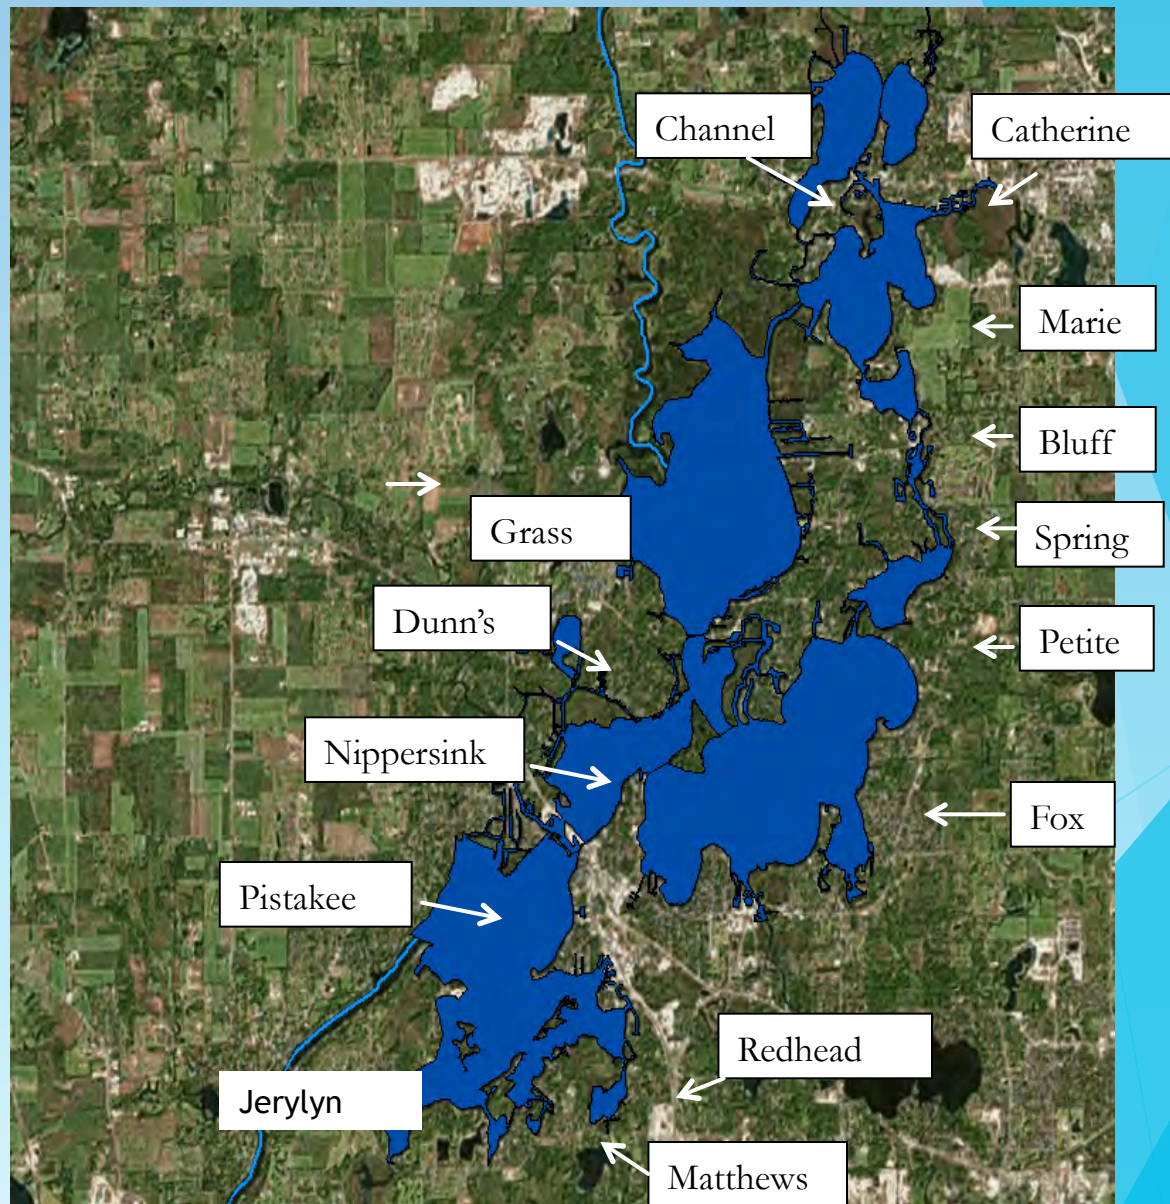 Channel
Catherine
Marie
Bluff
Spring
Grass
Dunn's
Petite
Nippersink
Fox
Pistakee
Redhead
Jerylyn
Matthews